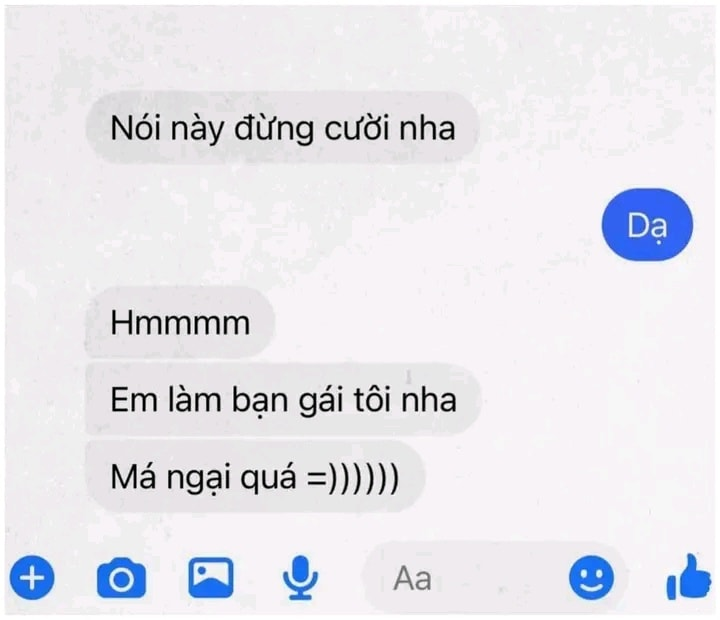 Nói này đừng cười nha
Dạ
Hmmmm
Em làm bạn gái tôi nha
Má ngại quá =))))))
Aa